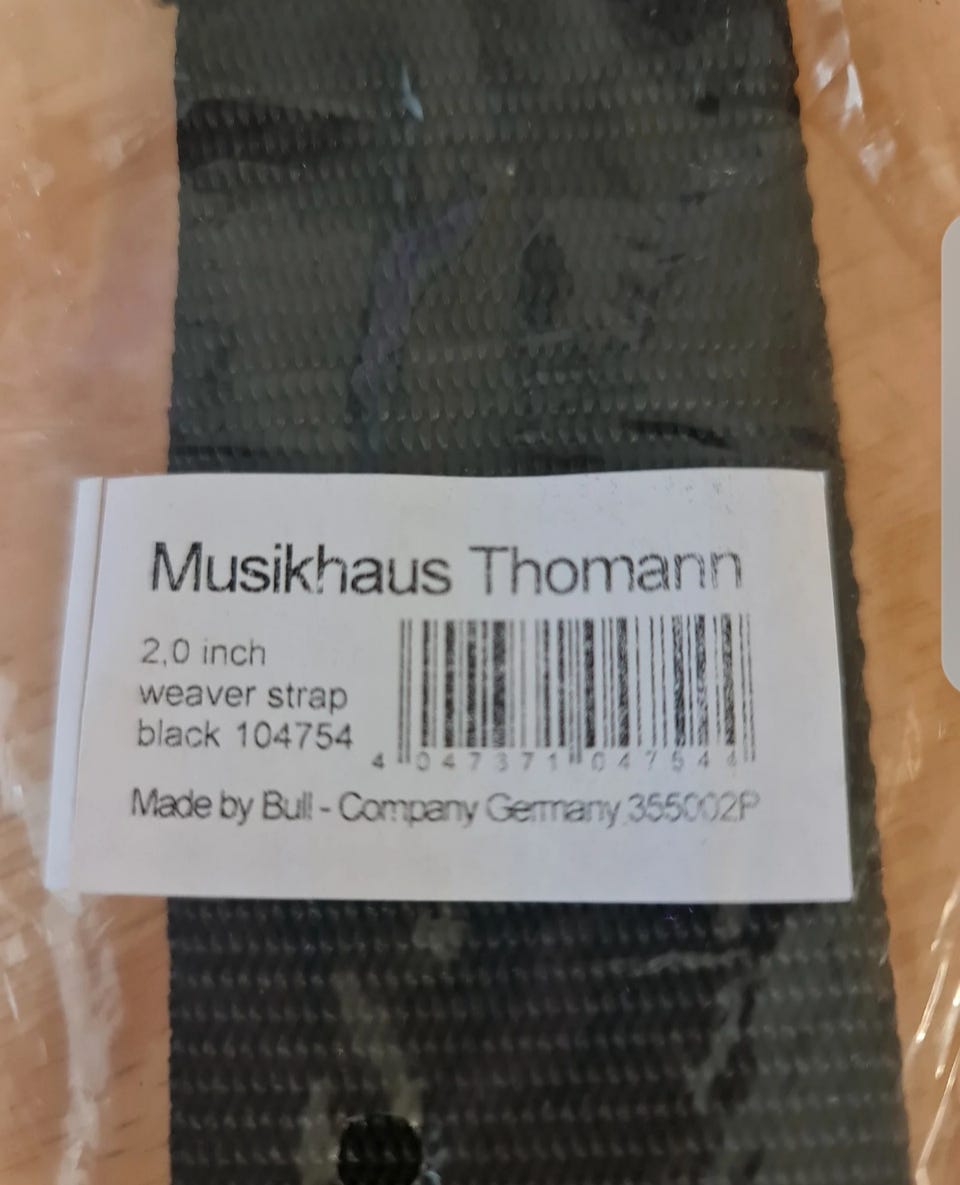 Musikhaus Thomann
2,0 inch
weaver strap
black 104754
4 047371 047544
Made by Bull - Company Germany 355002P